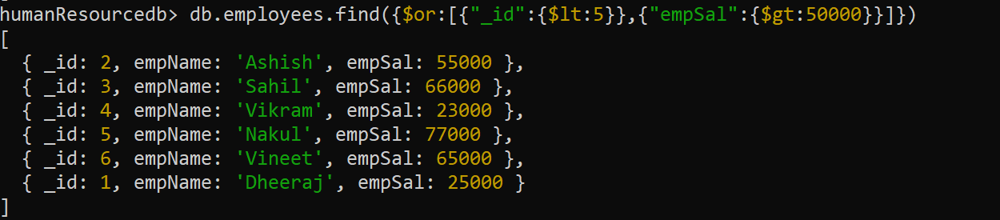 humanResourcedb> db.employees.find({$or:[{"_id":{$lt:5}},{"empSal":{$gt:50000}}]})
[
  { _id: 2, empName: 'Ashish', empSal: 55000 },
  { _id: 3, empName: 'Sahil', empSal: 66000 },
  { _id: 4, empName: 'Vikram', empSal: 23000 },
  { _id: 5, empName: 'Nakul', empSal: 77000 },
  { _id: 6, empName: 'Vineet', empSal: 65000 },
  { _id: 1, empName: 'Dheeraj', empSal: 25000 }
]